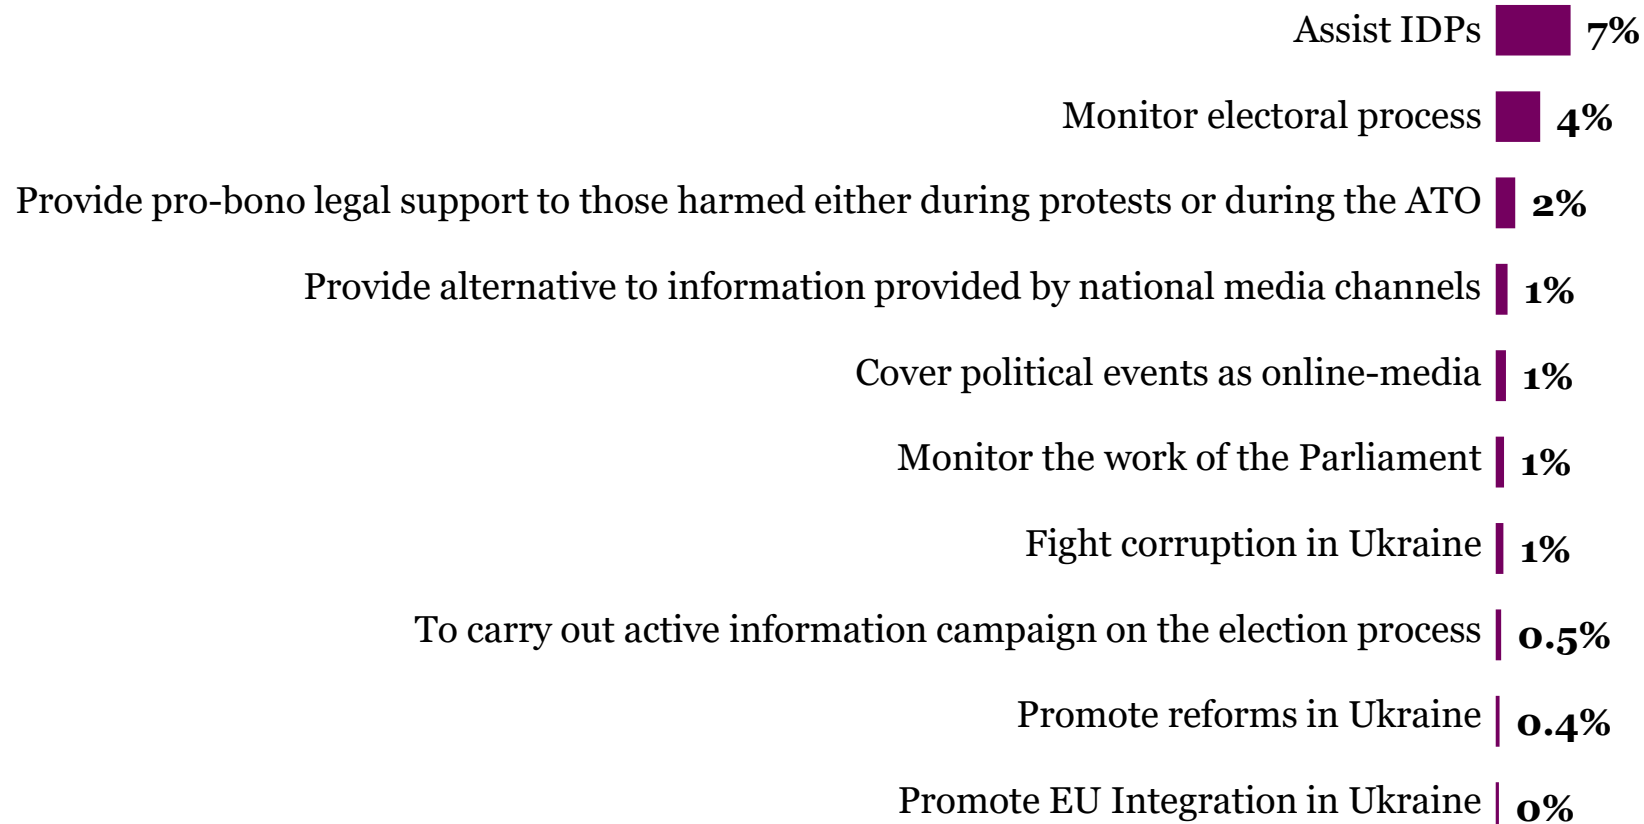 Assist IDPs 7%
Monitor electoral process 4%
Provide pro-bono legal support to those harmed either during protests or during the ATO 2%
Provide alternative to information provided by national media channels 1%
Cover political events as online-media 1%
Monitor the work of the Parliament 1%
Fight corruption in Ukraine 1%
To carry out active information campaign on the election process 0.5%
Promote reforms in Ukraine 0.4%
Promote EU Integration in Ukraine 0%